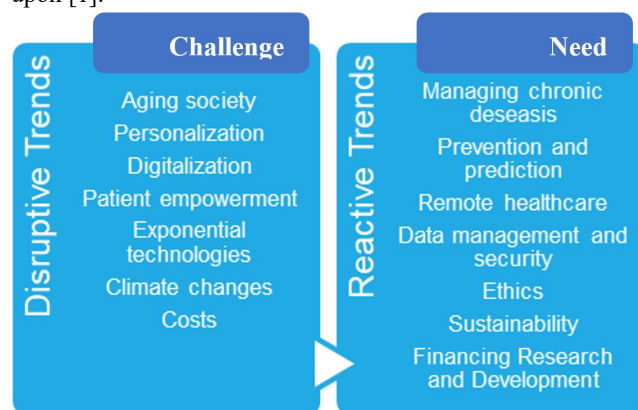 upon [1].
Challenge
Disruptive Trends
Aging society
Personalization
Digitalization
Patient empowerment
Exponential
technologies
Climate changes
Costs
Need
Reactive Trends
Managing chronic
deseasis
Prevention and
prediction
Remote healthcare
Data management and
security
Ethics
Sustainability
Financing Research
and Development